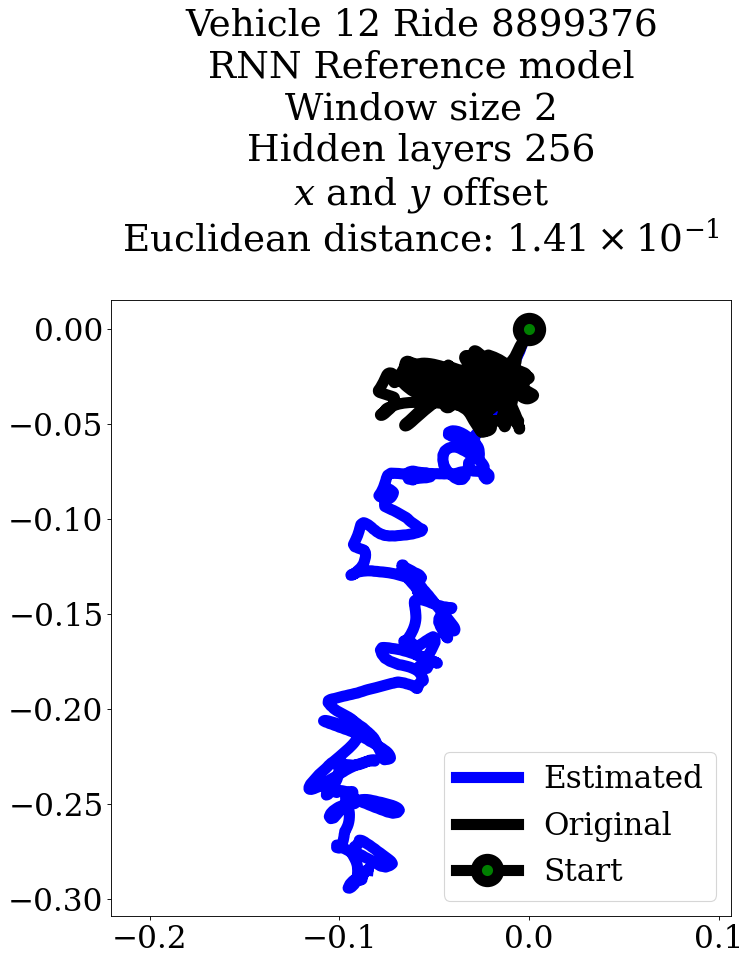 Vehicle 12 Ride 8899376
RNN Reference model
Window size 2
Hidden layers 256
x and y offset
Euclidean distance: 1.41 × 10⁻¹
0.00
−0.05
−0.10
−0.15
−0.20
−0.25
−0.30
Estimated
Original
Start
−0.2 −0.1 0.0 0.1